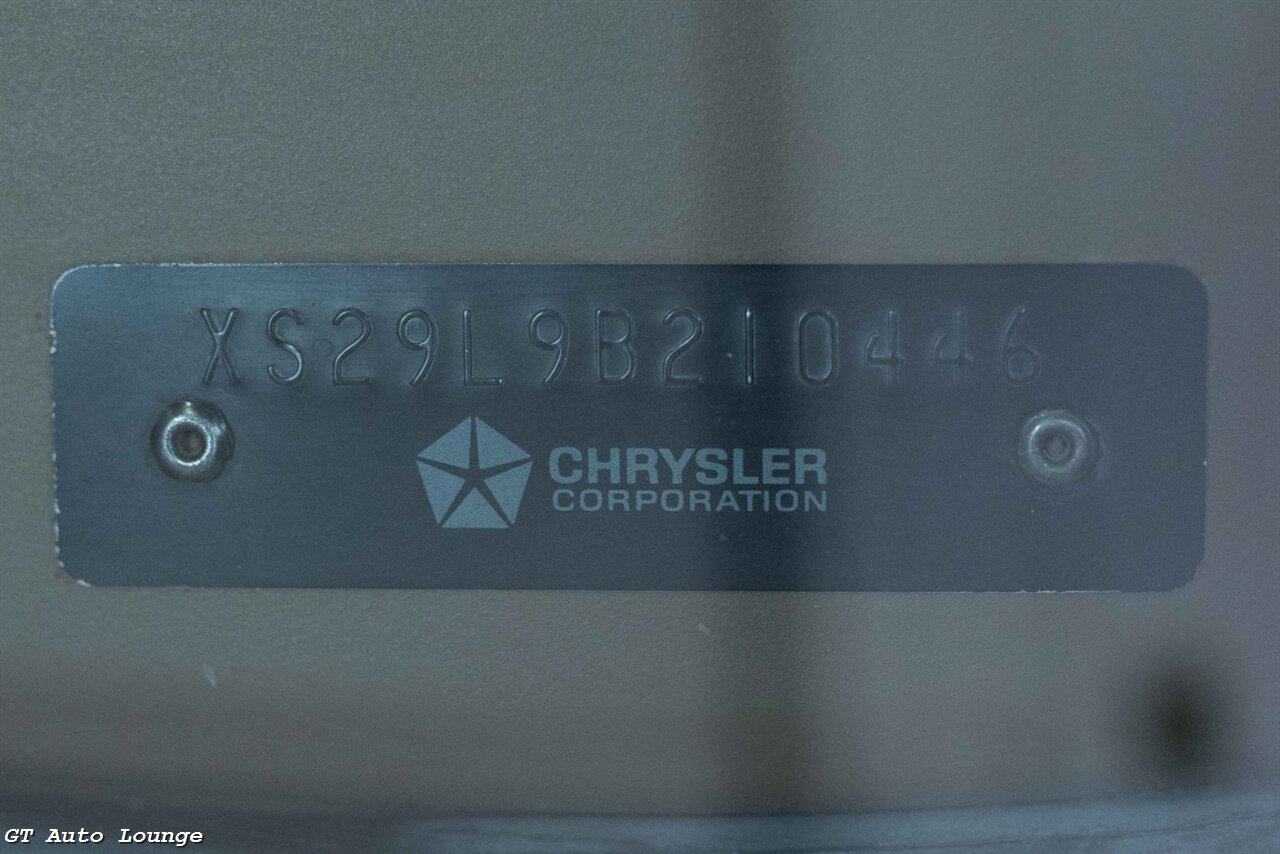 XS29L9B210446
CHRYSLER
CORPORATION
GT Auto Lounge